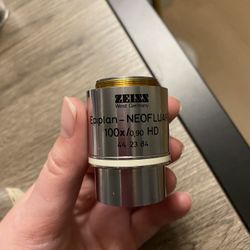 ZEISS
West Germany
Epiplan-NEOFLUAR
100x/0,90 HD
44 23 84